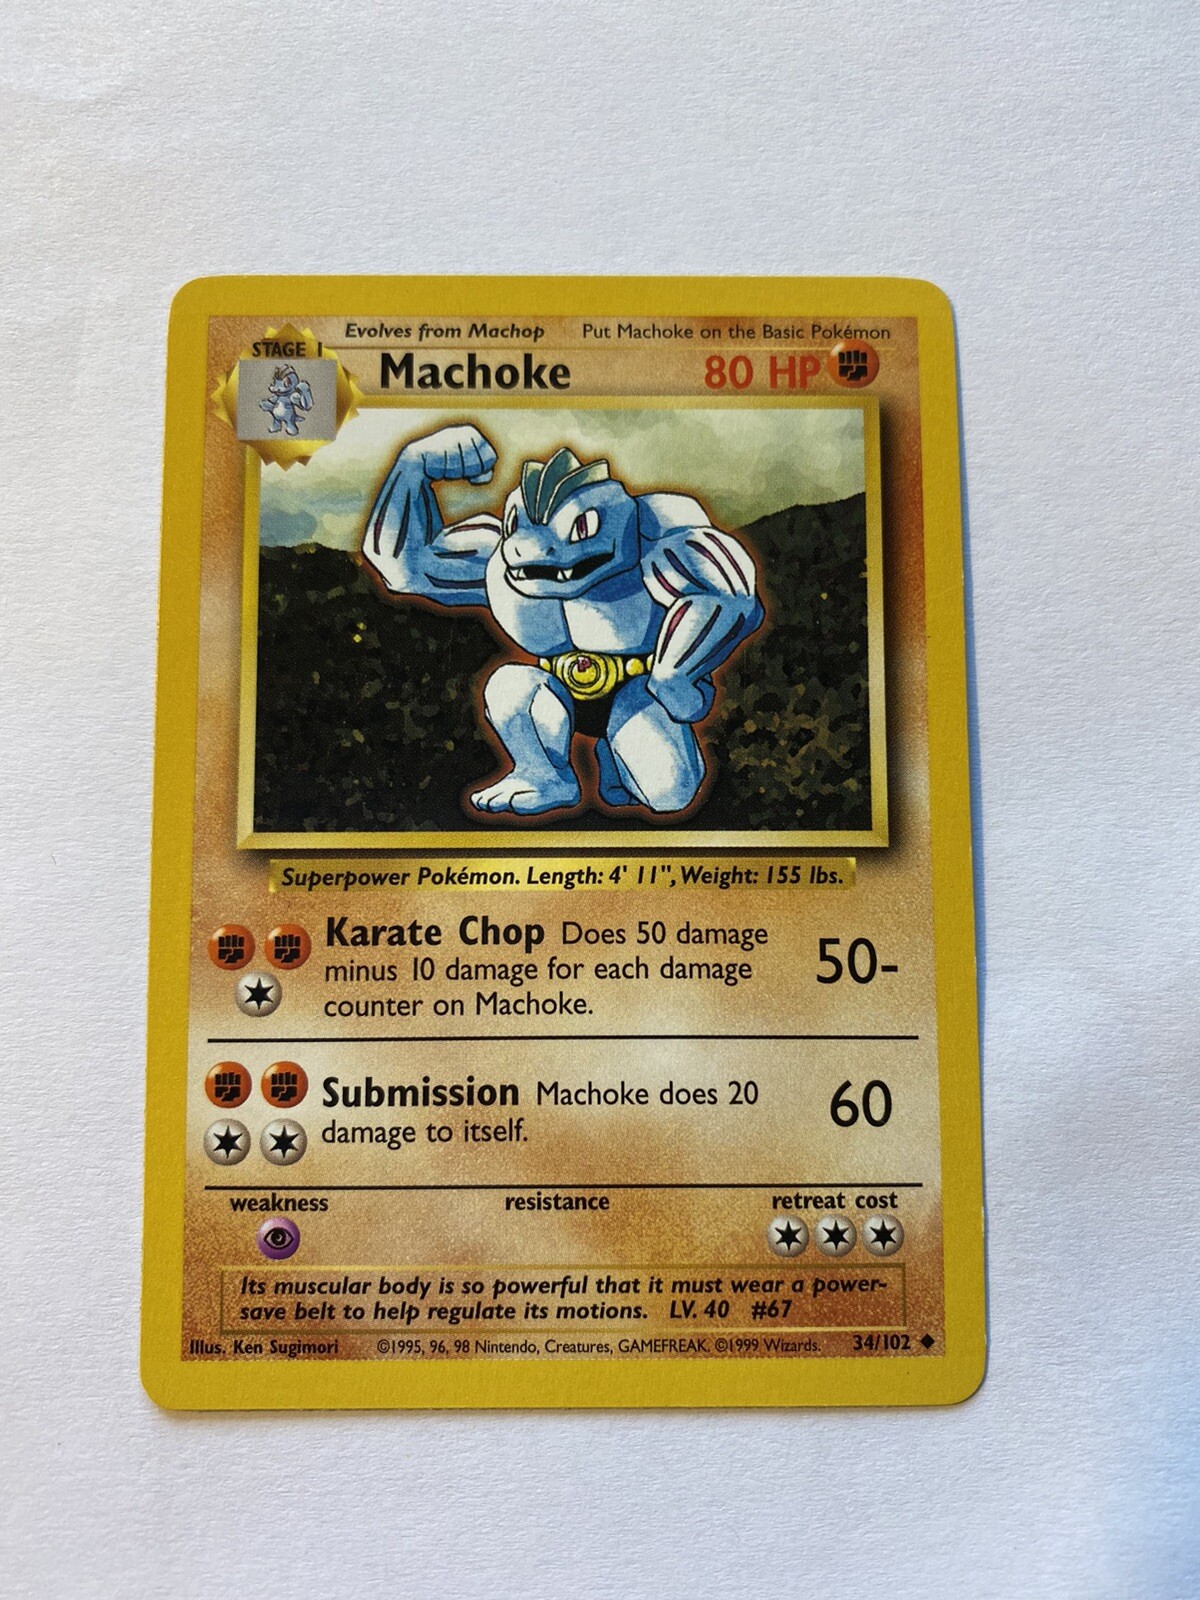 Evolves from Machop Put Machoke on the Basic Pokémon
STAGE 1
Machoke 80 HP
P
Superpower Pokémon. Length: 4' 11", Weight: 155 lbs.
Karate Chop Does 50 damage
minus 10 damage for each damage
counter on Machoke.
50-
Submission Machoke does 20
damage to itself.
60
weakness resistance retreat cost
Its muscular body is so powerful that it must wear a power-
save belt to help regulate its motions. LV. 40 #67
Illus. Ken Sugimori ©1995, 96, 98 Nintendo, Creatures, GAMEFREAK. ©1999 Wizards. 34/102